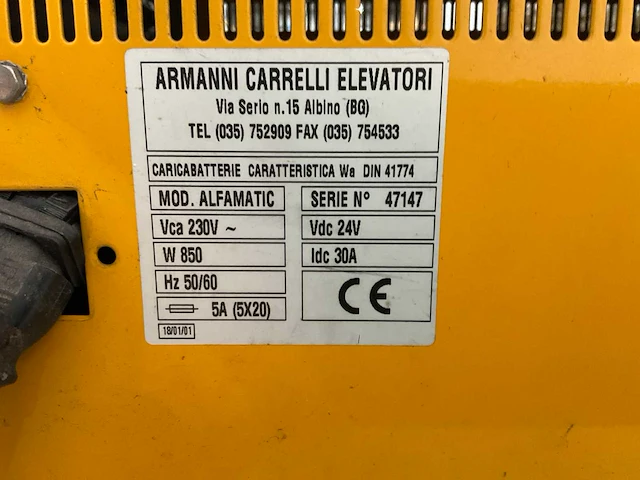 ARMANNI CARRELLI ELEVATORI
Via Serio n.15 Albino (BG)
TEL (035) 752909 FAX (035) 754533
CARICABATTERIE CARATTERISTICA Wa DIN 41774
MOD. ALFAMATIC
SERIE N° 47147
Vca 230V ~
Vdc 24V
W 850
Idc 30A
Hz 50/60
CE
5A (5X20)
18/01/01